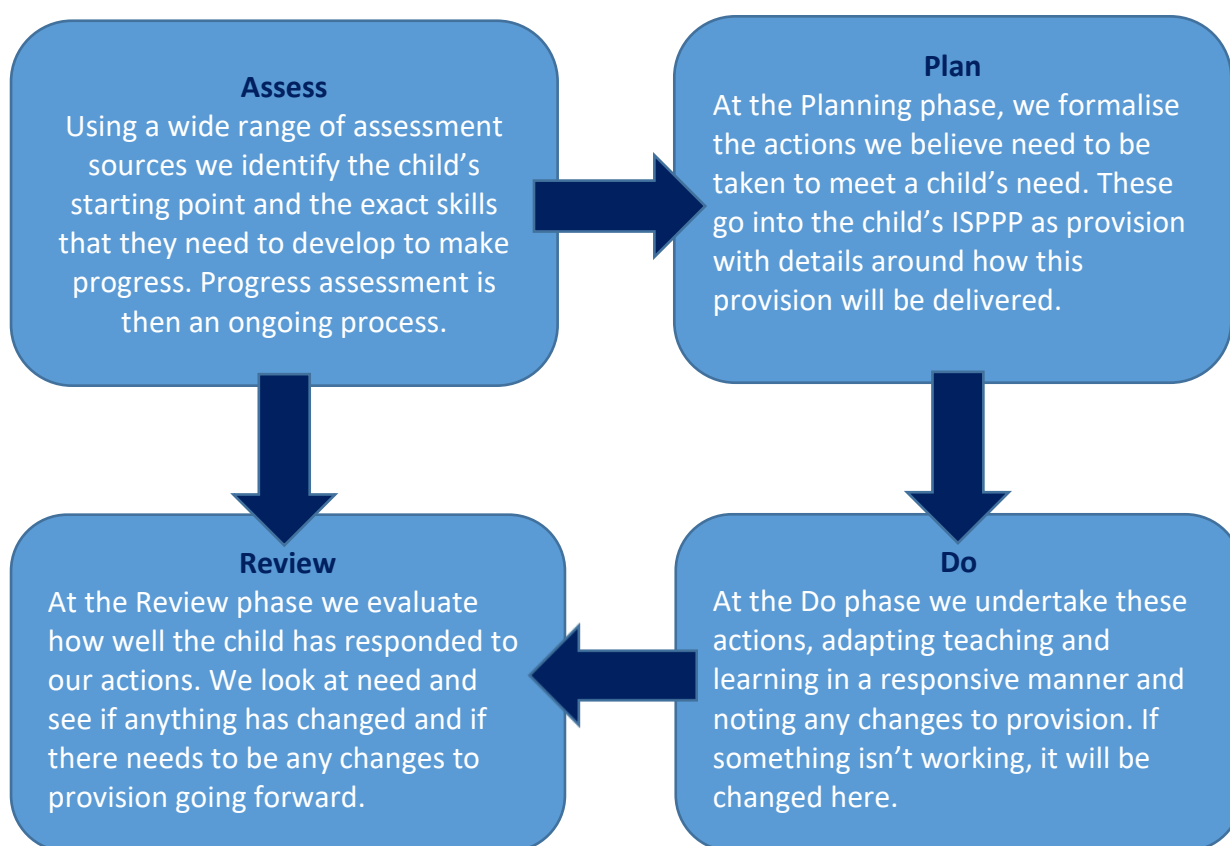 Assess
Using a wide range of assessment
sources we identify the child’s
starting point and the exact skills
that they need to develop to make
progress. Progress assessment is
then an ongoing process.
Plan
At the Planning phase, we formalise
the actions we believe need to be
taken to meet a child’s need. These
go into the child’s ISPPP as provision
with details around how this
provision will be delivered.
Review
At the Review phase we evaluate
how well the child has responded to
our actions. We look at need and
see if anything has changed and if
there needs to be any changes to
provision going forward.
Do
At the Do phase we undertake these
actions, adapting teaching and
learning in a responsive manner and
noting any changes to provision. If
something isn’t working, it will be
changed here.